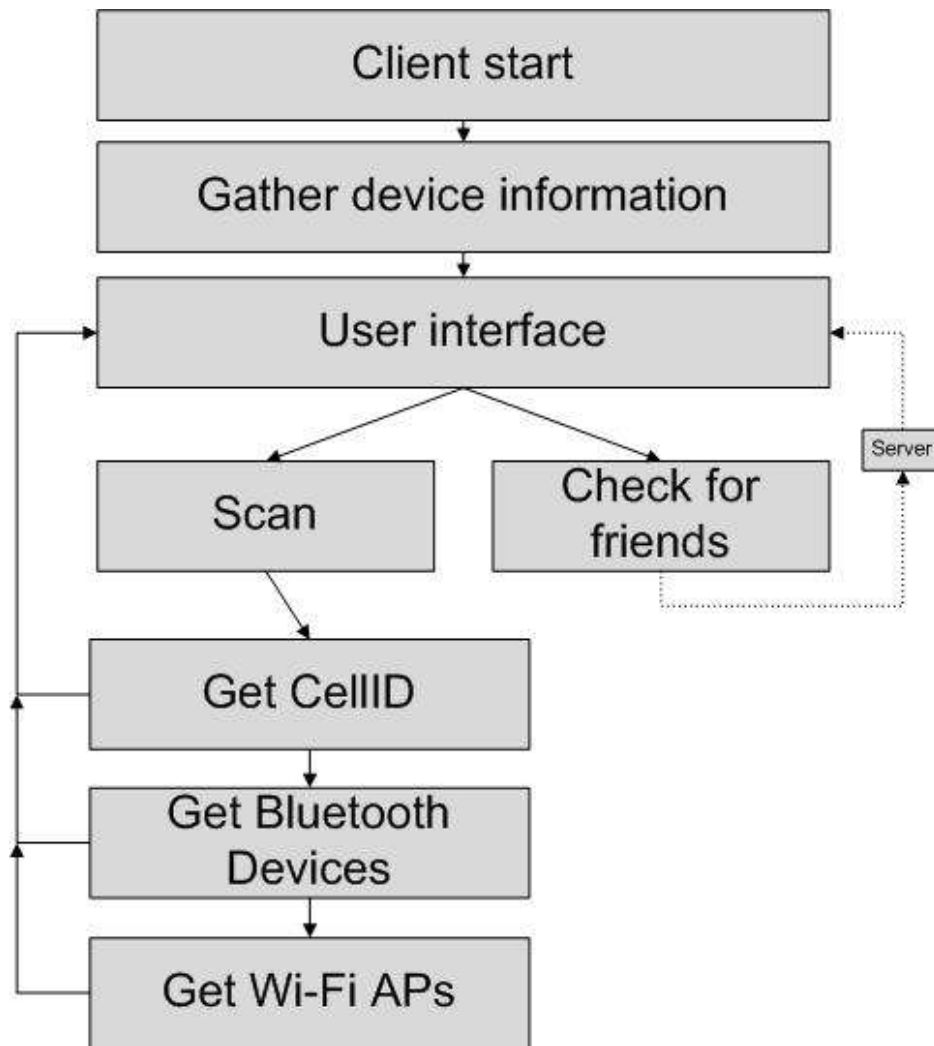 Client start
Gather device information
User interface
Server
Scan
Check for
friends
Get CellID
Get Bluetooth
Devices
Get Wi-Fi APs